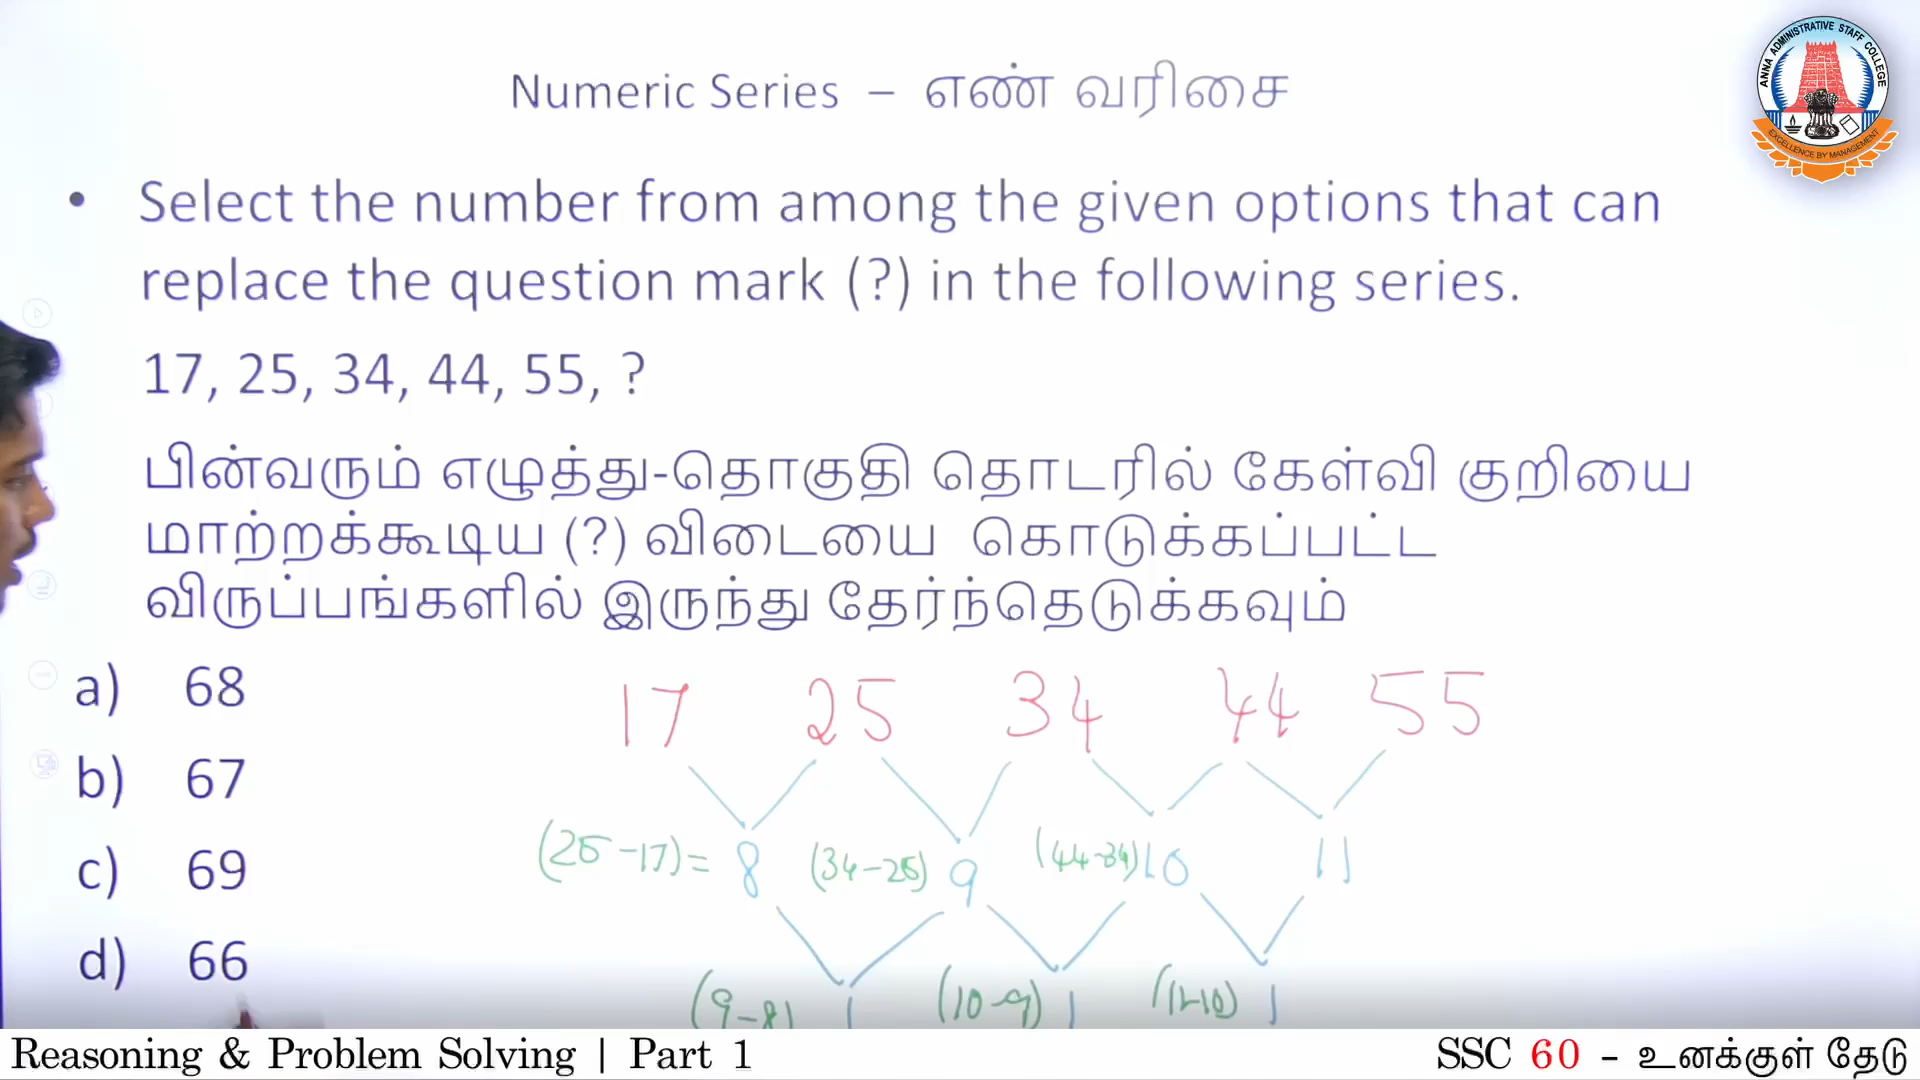 ANNA ADMINISTRATIVE STAFF COLLEGE
EXCELLENCE BY MANAGEMENT
Numeric Series – எண் வரிசை
• Select the number from among the given options that can
replace the question mark (?) in the following series.
17, 25, 34, 44, 55, ?
பின்வரும் எழுத்து-தொகுதி தொடரில் கேள்வி குறியை
மாற்றக்கூடிய (?) விடையை கொடுக்கப்பட்ட
விருப்பங்களில் இருந்து தேர்ந்தெடுக்கவும்
a) 68
b) 67
c) 69
d) 66
17 25 34 44 55
(25-17)= 8 (34-25) 9 (44-34) 10 11
(9-8) 1 (10-9) 1 (11-10) 1
Reasoning & Problem Solving | Part 1
SSC 60 - உனக்குள் தேடு